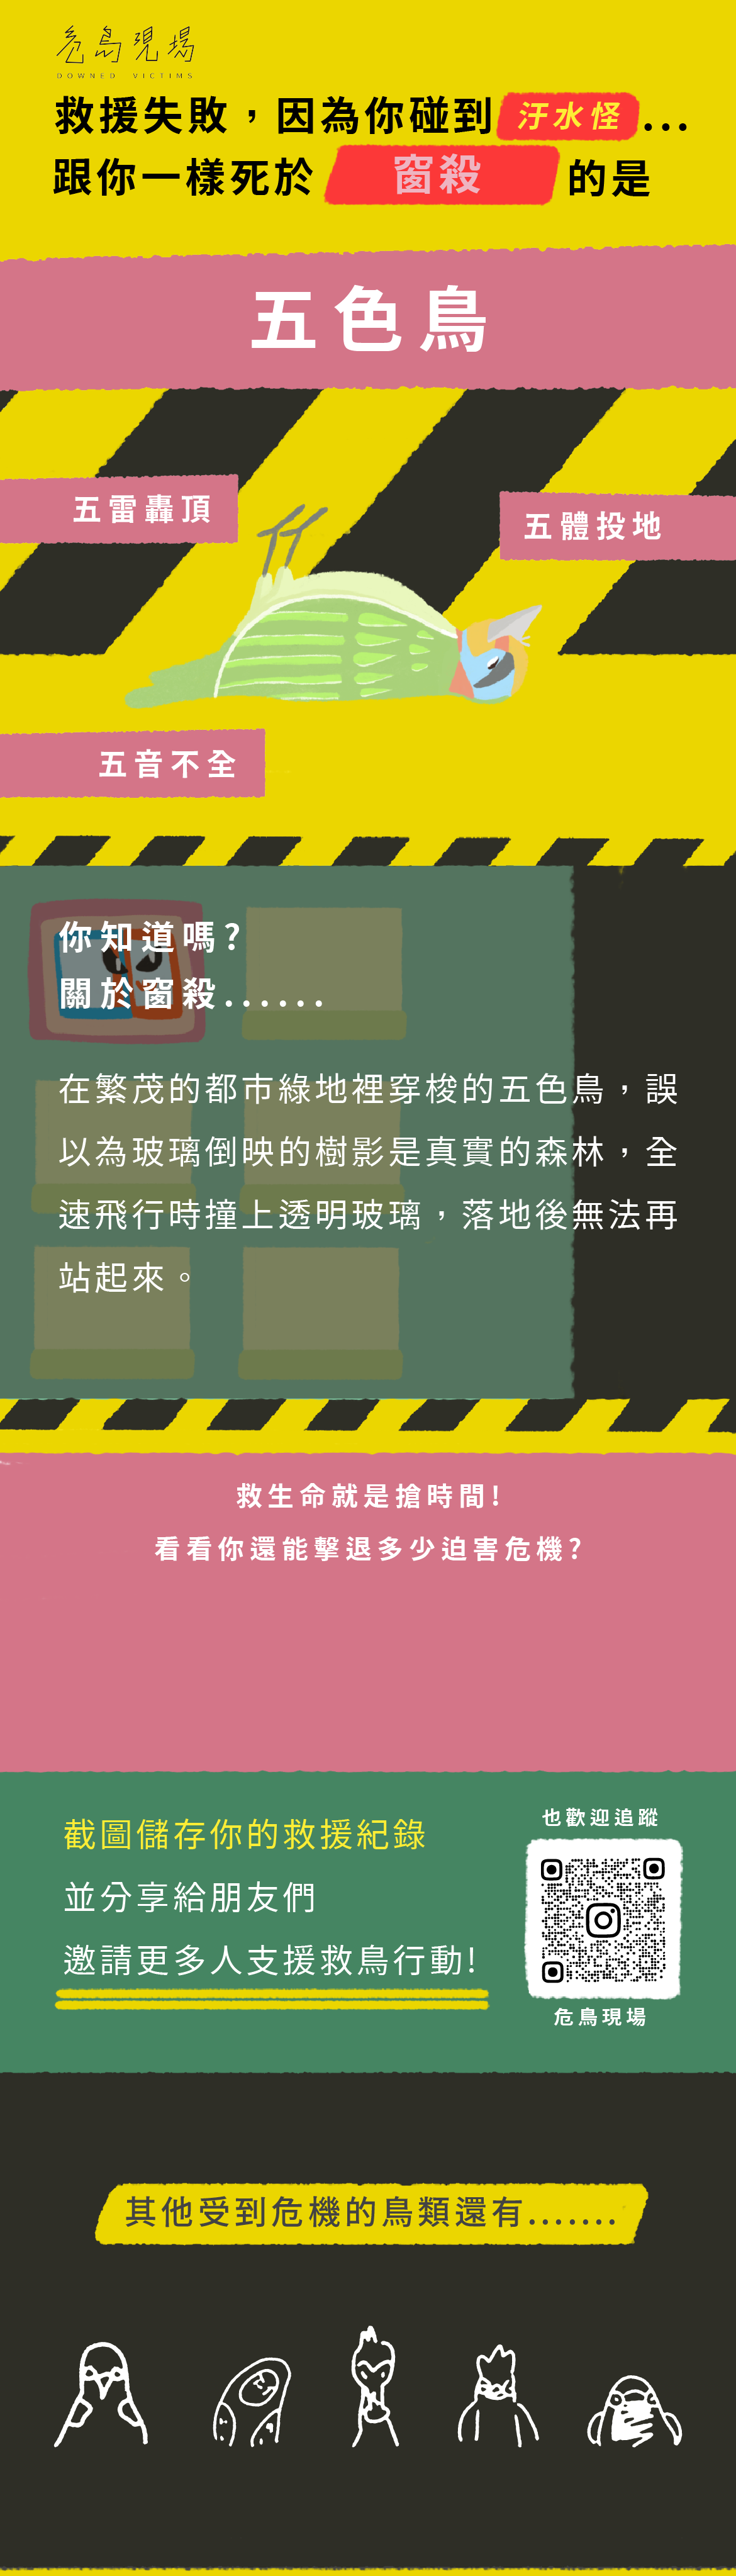 危鳥現場
DOWNED VICTIMS
救援失敗，因為你碰到 汙水怪 ...
跟你一樣死於 窗殺 的是
五色鳥
五雷轟頂
五體投地
五音不全
你知道嗎?
關於窗殺......
在繁茂的都市綠地裡穿梭的五色鳥，誤
以為玻璃倒映的樹影是真實的森林，全
速飛行時撞上透明玻璃，落地後無法再
站起來。
救生命就是搶時間!
看看你還能擊退多少迫害危機?
截圖儲存你的救援紀錄
並分享給朋友們
邀請更多人支援救鳥行動!
也歡迎追蹤
危鳥現場
其他受到危機的鳥類還有.......